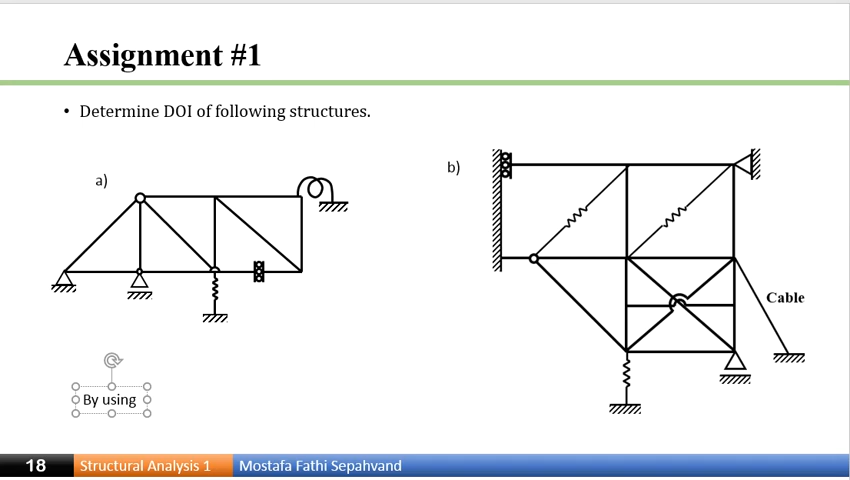 Assignment #1
• Determine DOI of following structures.
a)
b)
Cable
By using
18 Structural Analysis 1 Mostafa Fathi Sepahvand